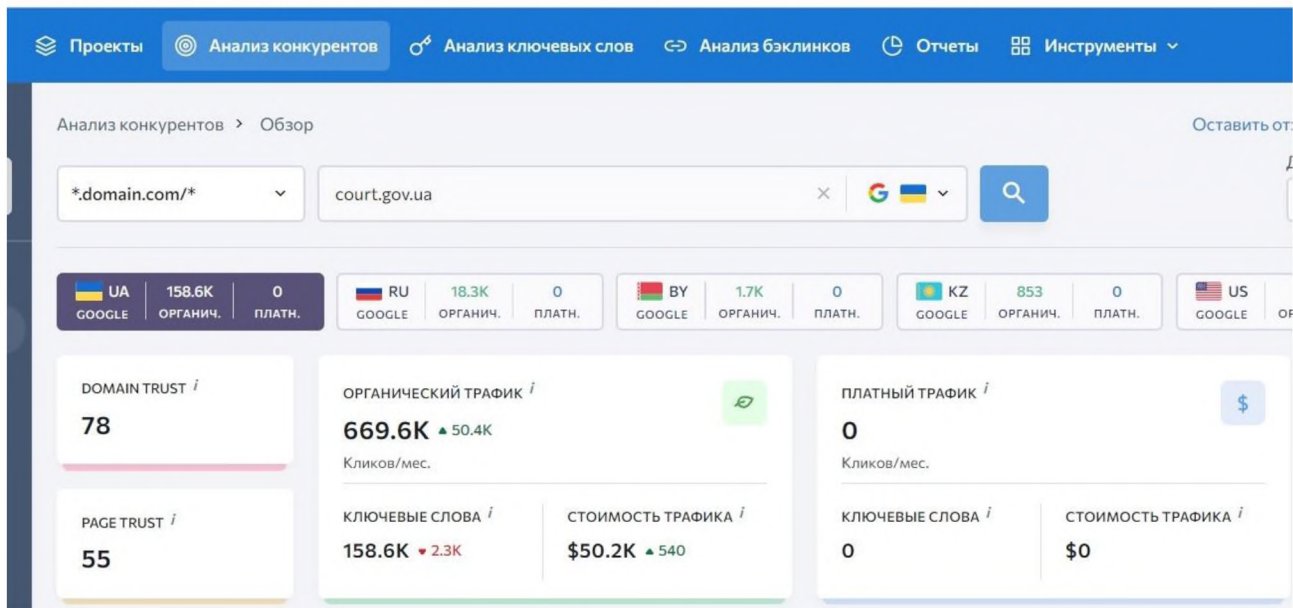 Проекты Анализ конкурентов Анализ ключевых слов Анализ бэклинков Отчеты Инструменты
Анализ конкурентов > Обзор Оставить от
*.domain.com/* court.gov.ua
UA 158.6K 0 RU 18.3K 0 BY 1.7K 0 KZ 853 0 US
GOOGLE ОРГАНИЧ. ПЛАТН. GOOGLE ОРГАНИЧ. ПЛАТН. GOOGLE ОРГАНИЧ. ПЛАТН. GOOGLE ОРГАНИЧ. ПЛАТН. GOOGLE
DOMAIN TRUST i
78
PAGE TRUST i
55
ОРГАНИЧЕСКИЙ ТРАФИК i
669.6K ▲ 50.4K
Кликов/мес.
КЛЮЧЕВЫЕ СЛОВА i СТОИМОСТЬ ТРАФИКА i
158.6K ▼ 2.3K $50.2K ▲ 540
ПЛАТНЫЙ ТРАФИК i
$
0
Кликов/мес.
КЛЮЧЕВЫЕ СЛОВА i СТОИМОСТЬ ТРАФИКА i
0 $0